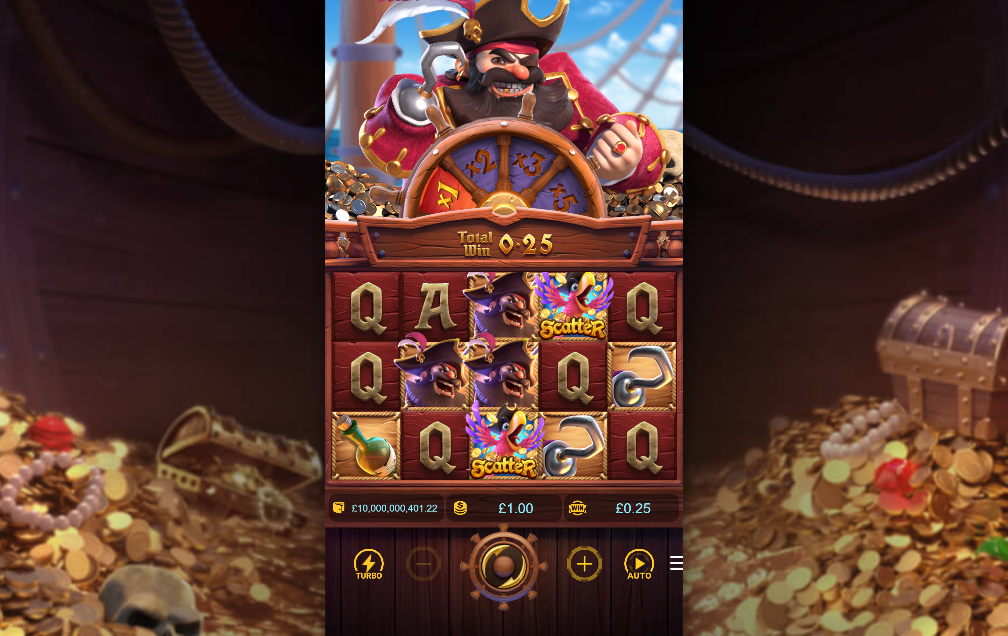 x1
x2
x3
x5
Total
Win
0.25
Q
A
Scatter
Q
Q
Q
Q
Scatter
Q
£10,000,000,401.22
£1.00
WIN
£0.25
TURBO
AUTO